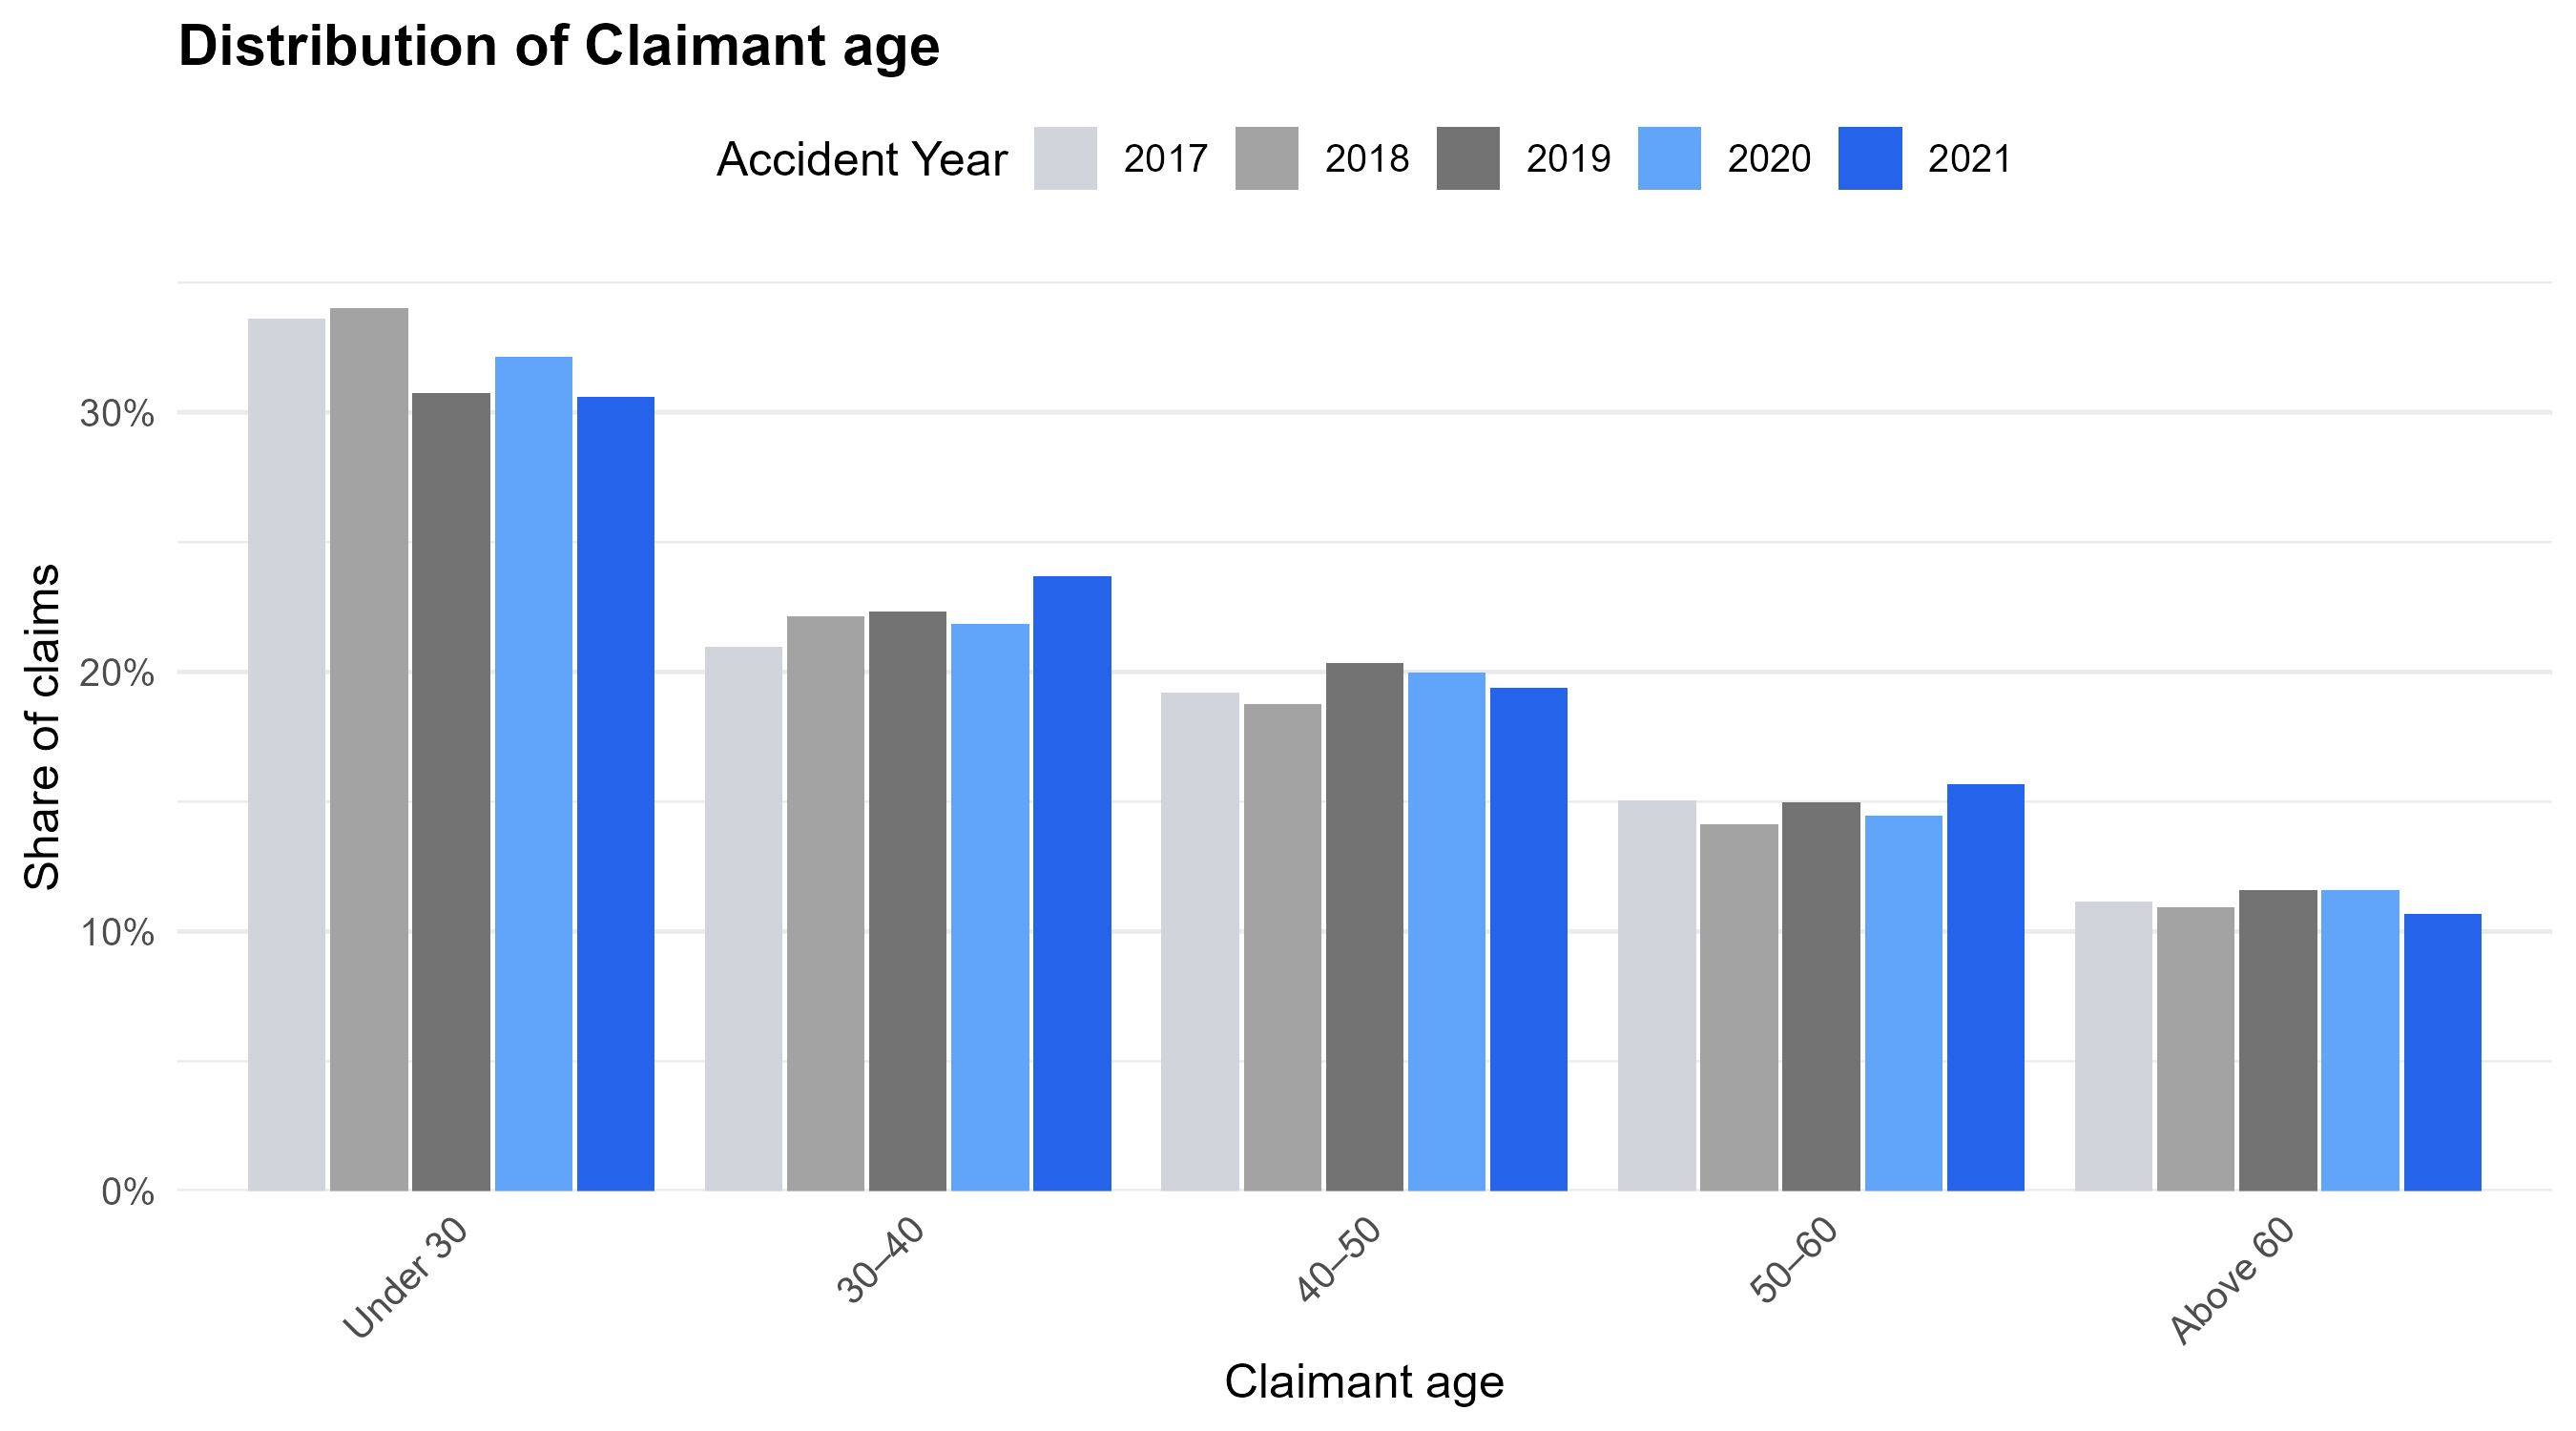 Distribution of Claimant age
Accident Year 2017 2018 2019 2020 2021
Share of claims
30%
20%
10%
0%
Under 30 30–40 40–50 50–60 Above 60
Claimant age